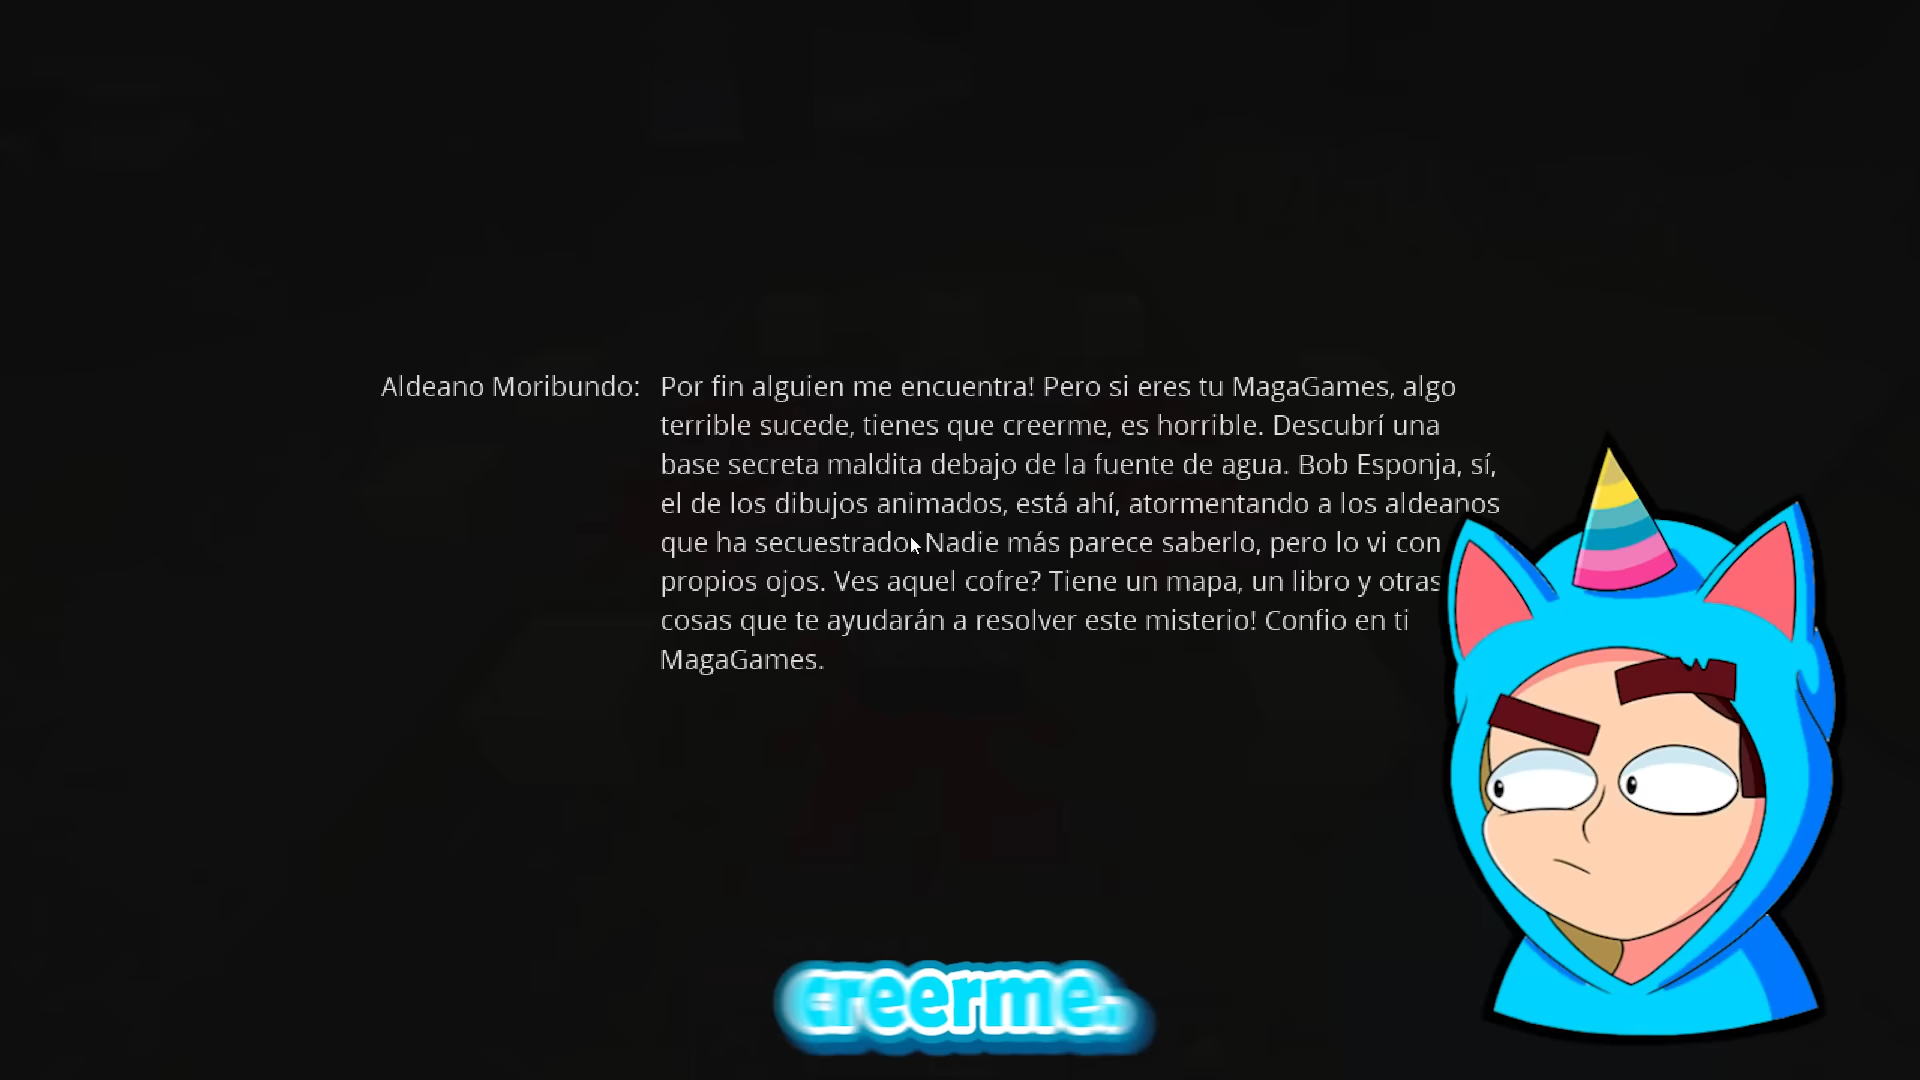 Aldeano Moribundo: Por fin alguien me encuentra! Pero si eres tu MagaGames, algo
terrible sucede, tienes que creerme, es horrible. Descubrí una
base secreta maldita debajo de la fuente de agua. Bob Esponja, sí,
el de los dibujos animados, está ahí, atormentando a los aldeanos
que ha secuestrado. Nadie más parece saberlo, pero lo vi con
propios ojos. Ves aquel cofre? Tiene un mapa, un libro y otras
cosas que te ayudarán a resolver este misterio! Confio en ti
MagaGames.
creerme.